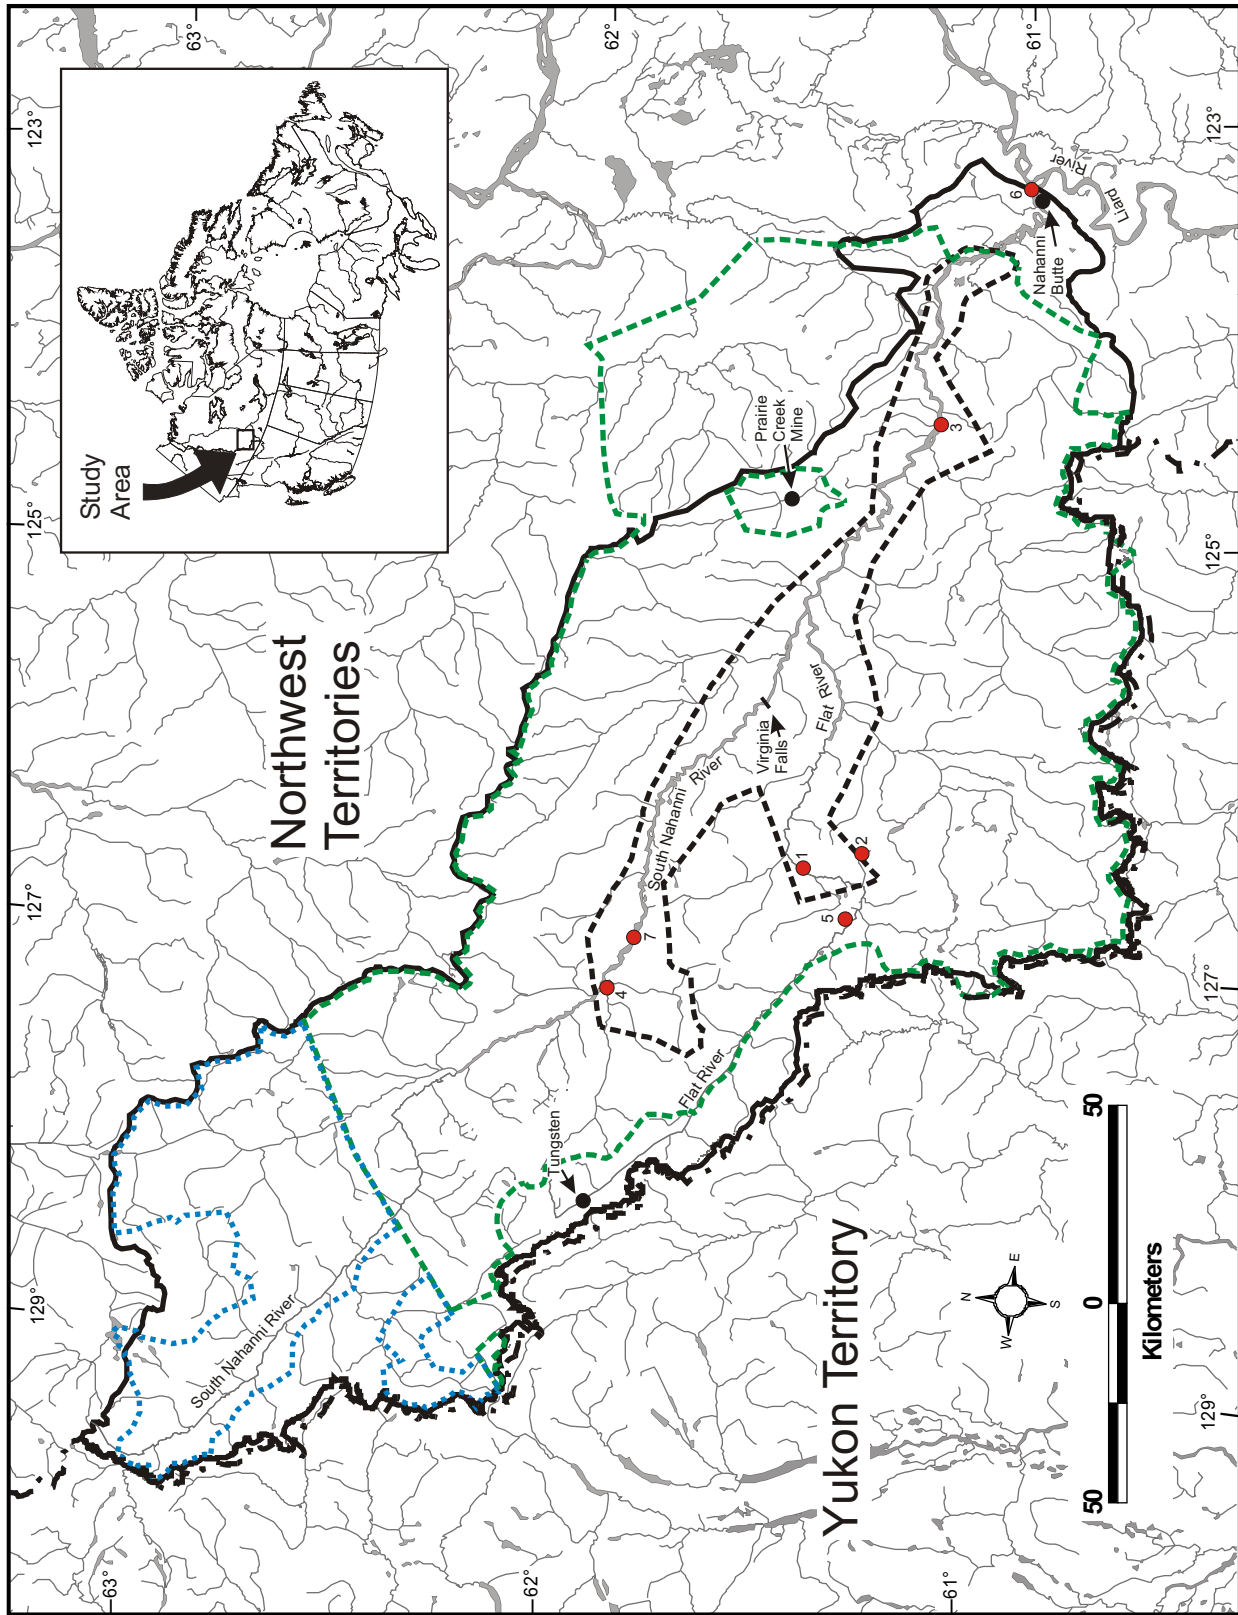 123°
125°
127°
129°
63°
62°
61°
63°
62°
61°
123°
125°
127°
129°
Study
Area
Northwest
Territories
Yukon Territory
South Nahanni River
South Nahanni River
Flat River
Flat River
Virginia
Falls
Prairie
Creek
Mine
Nahanni
Butte
Liard
River
Tungsten
1
2
3
4
5
6
7
N
E
S
W
50
0
50
Kilometers